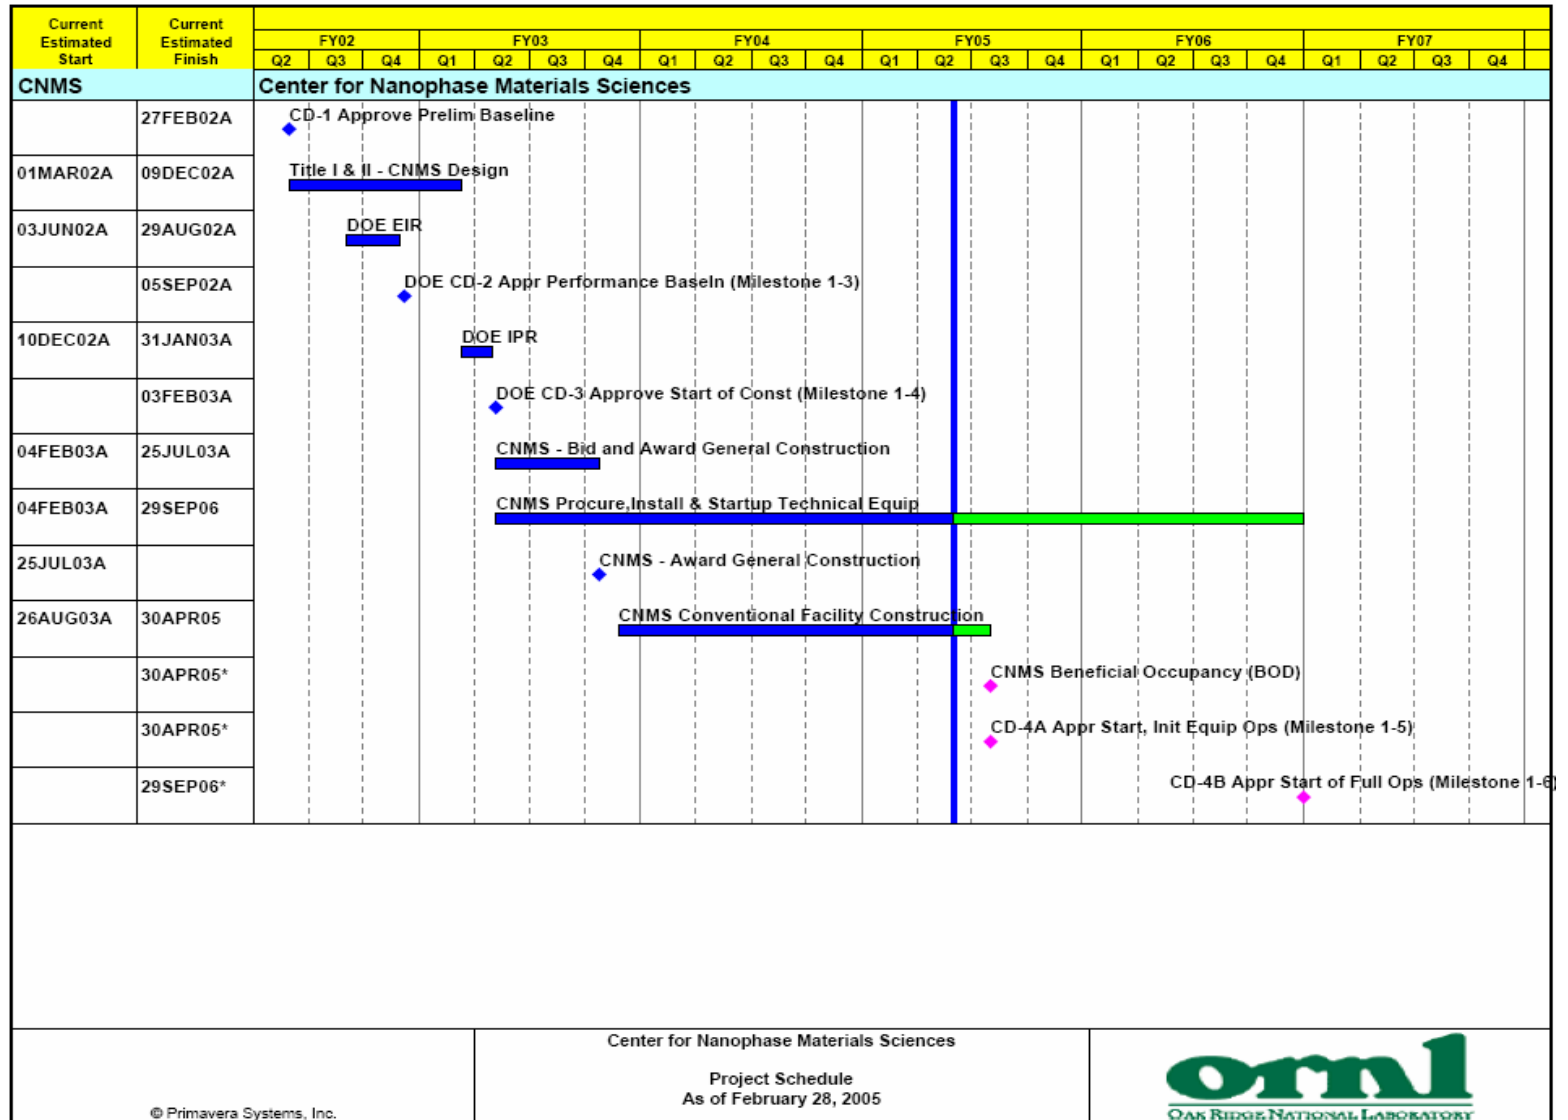 Current Current
Estimated Estimated FY02 FY03 FY04 FY05 FY06 FY07
Start Finish Q2 Q3 Q4 Q1 Q2 Q3 Q4 Q1 Q2 Q3 Q4 Q1 Q2 Q3 Q4 Q1 Q2 Q3 Q4 Q1 Q2 Q3 Q4
CNMS Center for Nanophase Materials Sciences
27FEB02A CD-1 Approve Prelim Baseline
01MAR02A 09DEC02A Title I & II - CNMS Design
03JUN02A 29AUG02A DOE EIR
05SEP02A DOE CD-2 Appr Performance Baseln (Milestone 1-3)
10DEC02A 31JAN03A DOE IPR
03FEB03A DOE CD-3 Approve Start of Const (Milestone 1-4)
04FEB03A 25JUL03A CNMS - Bid and Award General Construction
04FEB03A 29SEP06 CNMS Procure,Install & Startup Technical Equip
25JUL03A CNMS - Award General Construction
26AUG03A 30APR05 CNMS Conventional Facility Construction
30APR05* CNMS Beneficial Occupancy (BOD)
30APR05* CD-4A Appr Start, Init Equip Ops (Milestone 1-5)
29SEP06* CD-4B Appr Start of Full Ops (Milestone 1-6)
Center for Nanophase Materials Sciences
Project Schedule
As of February 28, 2005
© Primavera Systems, Inc.
ornl
OAK RIDGE NATIONAL LABORATORY